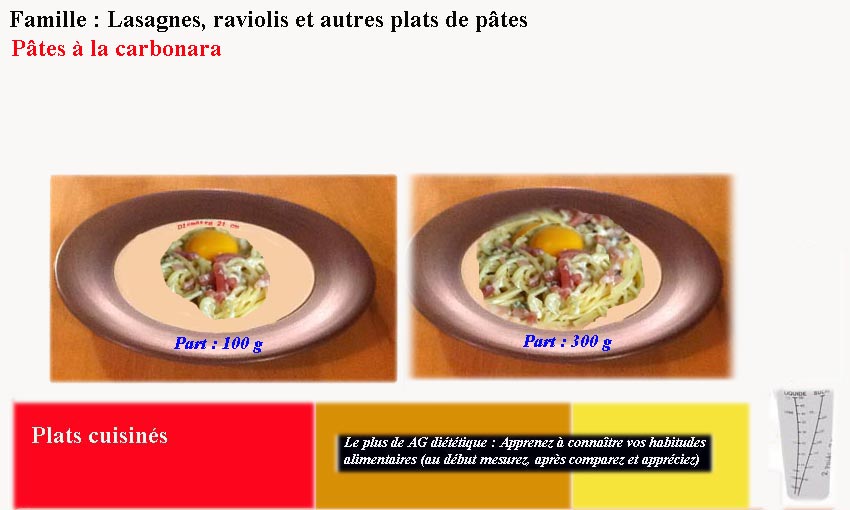 Famille : Lasagnes, raviolis et autres plats de pâtes
Pâtes à la carbonara
Diamètre 21 cm
Part : 100 g
Part : 300 g
Plats cuisinés
Le plus de AG diététique : Apprenez à connaître vos habitudes
alimentaires (au début mesurez, après comparez et appréciez)
LIQUIDE